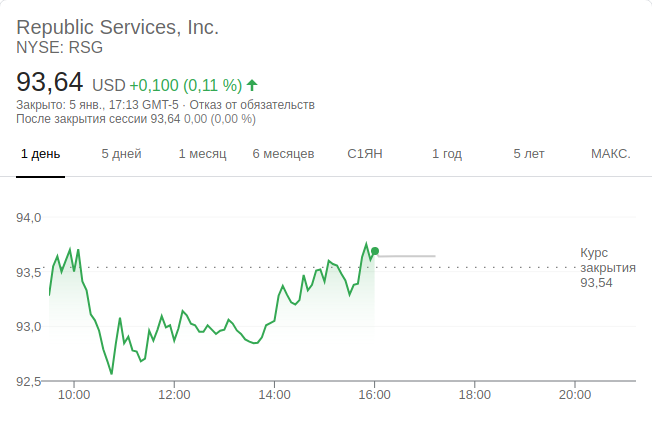 Republic Services, Inc.
NYSE: RSG
93,64 USD +0,100 (0,11 %)
Закрыто: 5 янв., 17:13 GMT-5 · Отказ от обязательств
После закрытия сессии 93,64 0,00 (0,00 %)
1 день 5 дней 1 месяц 6 месяцев С1ЯН 1 год 5 лет МАКС.
94,0
93,5
93,0
92,5
Курс
закрытия
93,54
10:00 12:00 14:00 16:00 18:00 20:00